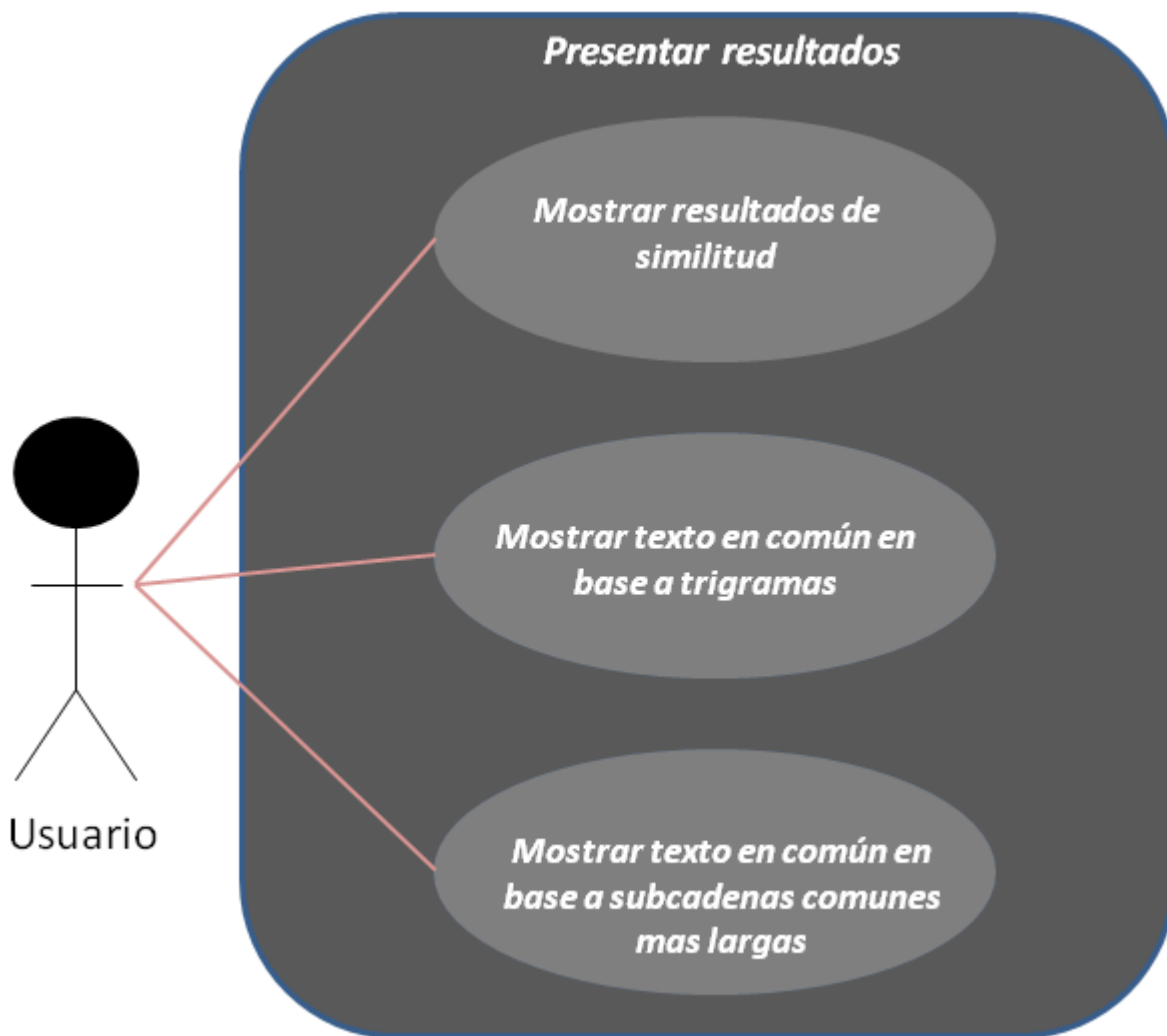 Presentar resultados
Mostrar resultados de
similitud
Mostrar texto en común en
base a trigramas
Usuario
Mostrar texto en común en
base a subcadenas comunes
mas largas